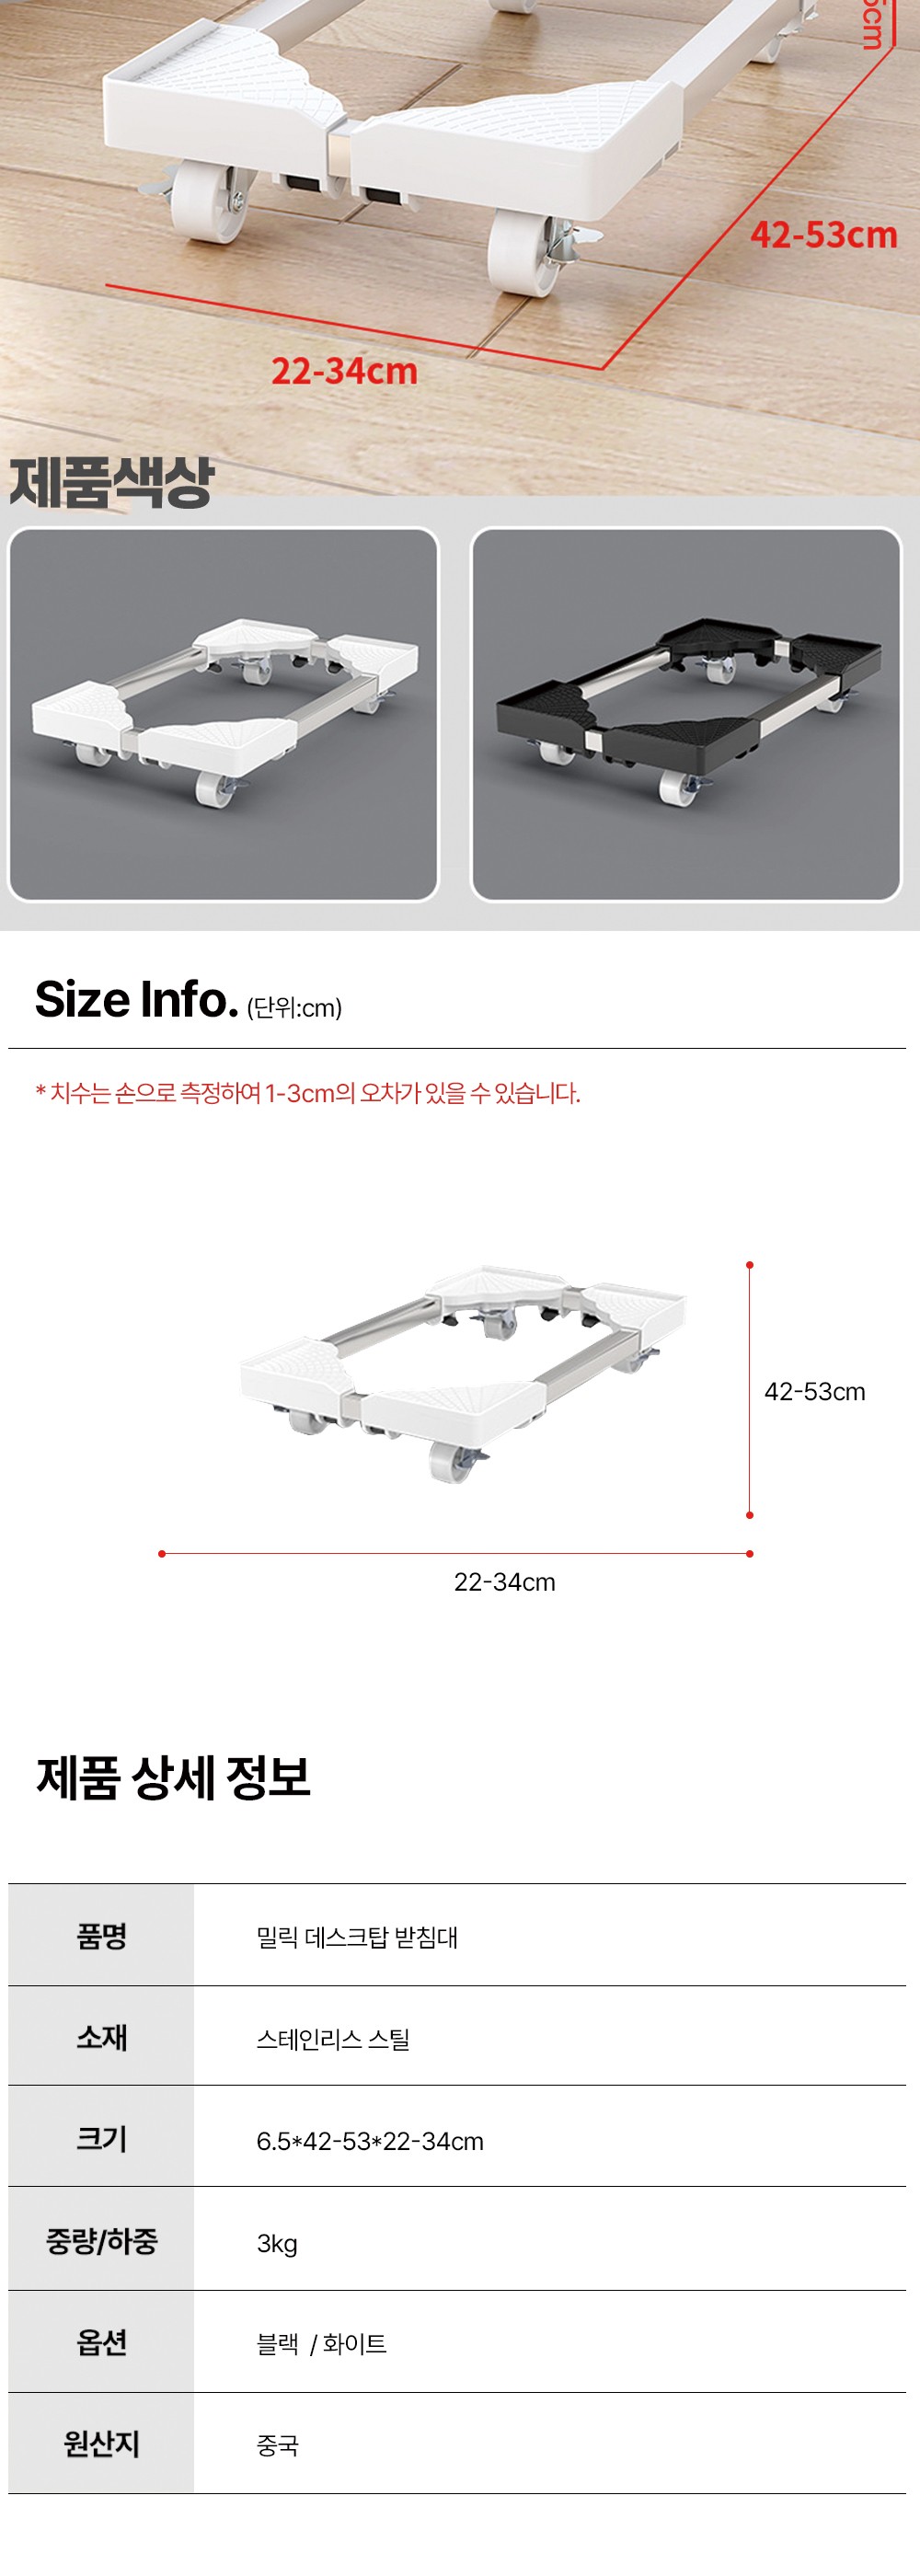 42-53cm
22-34cm
제품색상
Size Info. (단위:cm)
* 치수는 손으로 측정하여 1-3cm의 오차가 있을 수 있습니다.
42-53cm
22-34cm
제품 상세 정보
품명 밀릭 데스크탑 받침대
소재 스테인리스 스틸
크기 6.5*42-53*22-34cm
중량/하중 3kg
옵션 블랙 / 화이트
원산지 중국